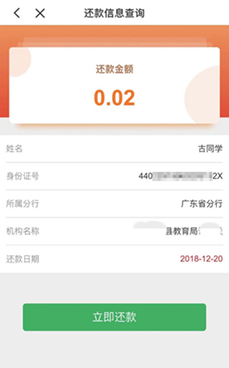 还款信息查询
还款金额
0.02
姓名 古同学
身份证号 440 2X
所属分行 广东省分行
机构名称 县教育局
还款日期 2018-12-20
立即还款